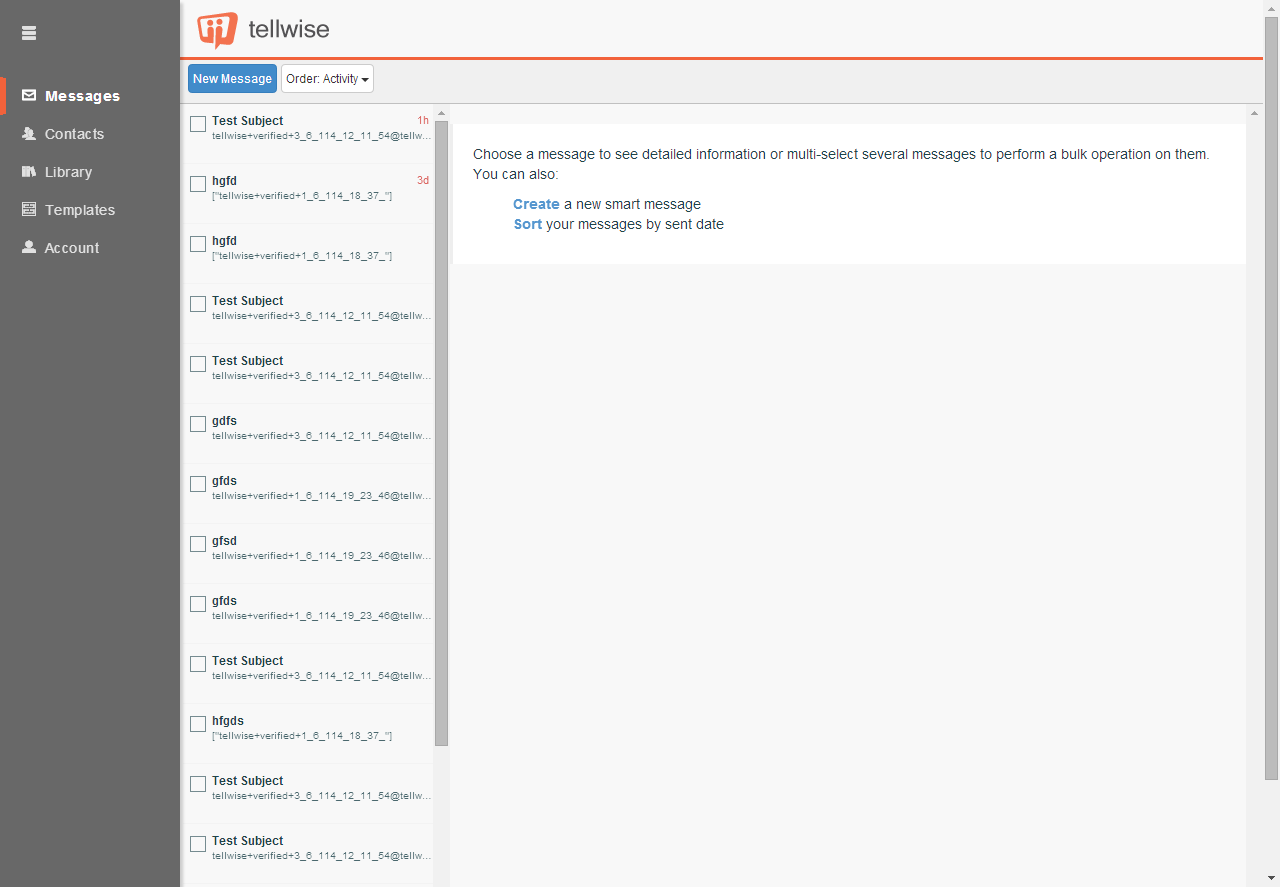 tellwise
Messages
Contacts
Library
Templates
Account
New Message
Order: Activity
Test Subject 1h
tellwise+verified+3_6_114_12_11_54@tellw...
hgfd 3d
["tellwise+verified+1_6_114_18_37_"]
hgfd
["tellwise+verified+1_6_114_18_37_"]
Test Subject
tellwise+verified+3_6_114_12_11_54@tellw...
Test Subject
tellwise+verified+3_6_114_12_11_54@tellw...
gdfs
tellwise+verified+3_6_114_12_11_54@tellw...
gfds
tellwise+verified+1_6_114_19_23_46@tellw...
gfsd
tellwise+verified+1_6_114_19_23_46@tellw...
gfds
tellwise+verified+1_6_114_19_23_46@tellw...
Test Subject
tellwise+verified+3_6_114_12_11_54@tellw...
hfgds
["tellwise+verified+1_6_114_18_37_"]
Test Subject
tellwise+verified+3_6_114_12_11_54@tellw...
Test Subject
tellwise+verified+3_6_114_12_11_54@tellw...
Choose a message to see detailed information or multi-select several messages to perform a bulk operation on them.
You can also:
Create a new smart message
Sort your messages by sent date